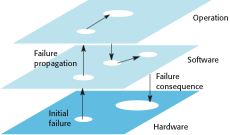 Operation
Failure
propagation
Software
Failure
consequence
Initial
failure
Hardware